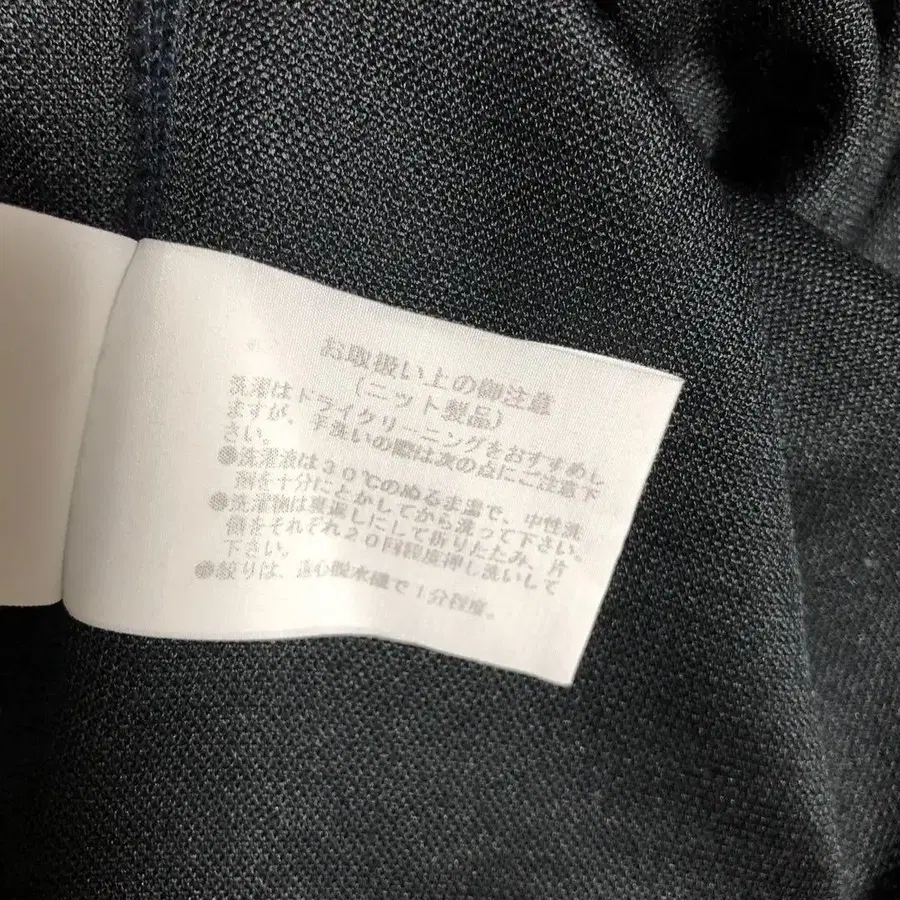 お取扱い上の御注意
(ニット製品)
洗濯はドライクリーニングをおすすめし
ますが、手洗いの際は次の点にご注意下
さい。
●洗濯液は30℃のぬるま湯で、中性洗
剤を十分にとかしてから洗って下さい。
●洗濯物は裏返しにして折りたたみ、片
側をそれぞれ20回程度押し洗いして
下さい。
●絞りは、遠心脱水機で1分程度。